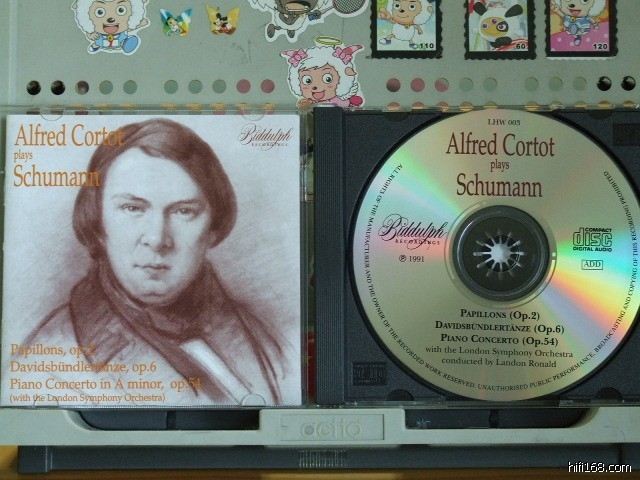 110
60
120
Alfred Cortot
plays
Schumann
Biddulph
RECORDINGS
Papillons, op.2
Davidsbündlertänze, op.6
Piano Concerto in A minor, op.54
(with the London Symphony Orchestra)
LHW 005
Alfred Cortot
plays
Schumann
Biddulph
RECORDINGS
℗ 1991
COMPACT
disc
DIGITAL AUDIO
ADD
PAPILLONS (Op.2)
DAVIDSBUNDLERTÄNZE (Op.6)
PIANO CONCERTO (Op.54)
with the London Symphony Orchestra
conducted by Landon Ronald
ALL RIGHTS OF THE MANUFACTURER AND THE OWNER OF THE RECORDED WORK RESERVED. UNAUTHORISED PUBLIC PERFORMANCE, BROADCASTING AND COPYING OF THIS RECORDING PROHIBITED
hifi168.com